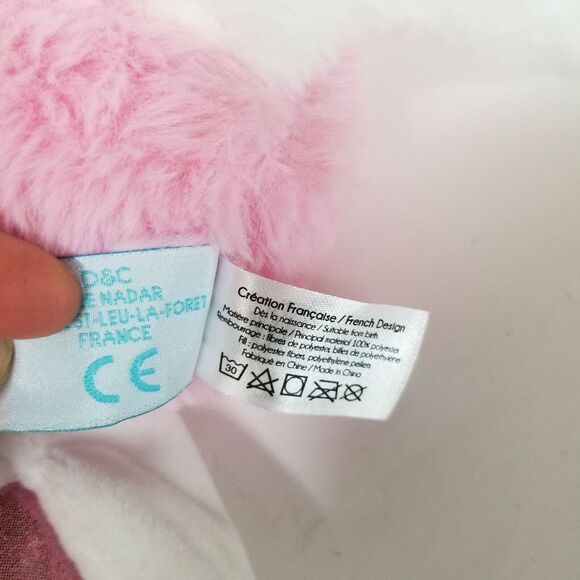 D&C
NADAR
ST-LEU-LA-FORET
FRANCE
CE
Création Française / French Design
Dès la naissance / Suitable from birth
Matière principale / Principal material 100% polyester
Rembourrage : fibres de polyester, billes de polyéthylène
Fill : polyester fibers, polyethylene pellets
Fabriqué en Chine / Made in China
30